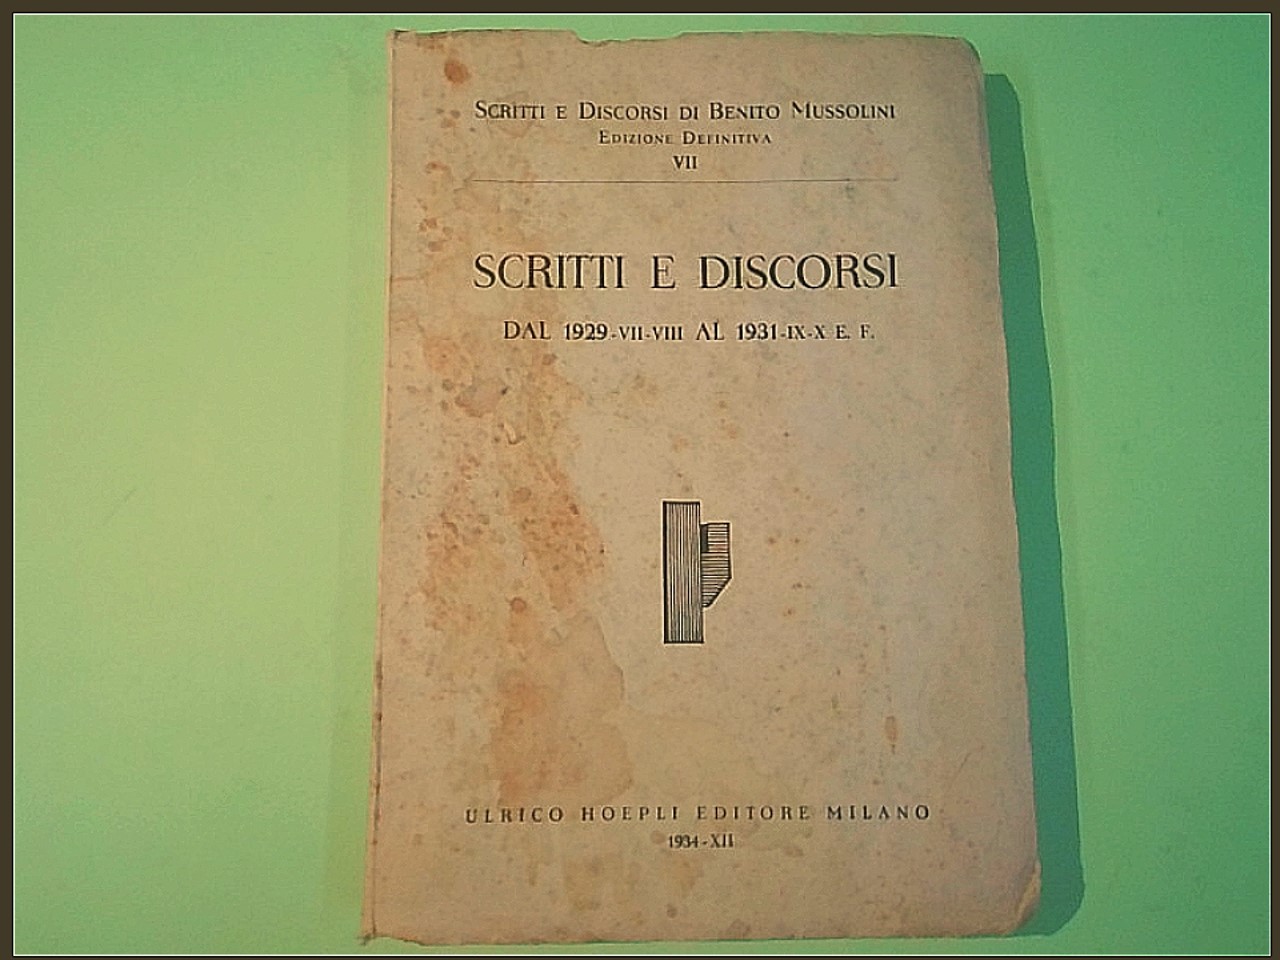 SCRITTI E DISCORSI DI BENITO MUSSOLINI
EDIZIONE DEFINITIVA
VII
SCRITTI E DISCORSI
DAL 1929-VII-VIII AL 1931-IX-X E. F.
ULRICO HOEPLI EDITORE MILANO
1934-XII